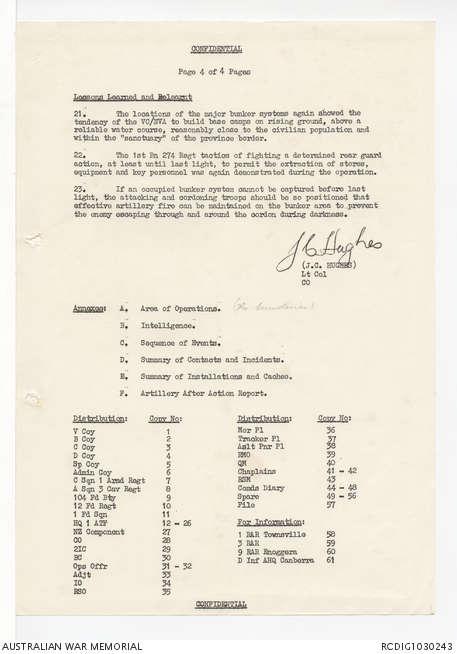 CONFIDENTIAL
Page 4 of 4 Pages
Lessons Learned and Relearnt
21. The locations of the major bunker systems again showed the
tendency of the VC/NVA to build base camps on rising ground, above a
reliable water course, reasonably close to the civilian population and
within the "sanctuary" of the province border.
22. The 1st Bn 274 Regt tactics of fighting a determined rear guard
action, at least until last light, to permit the extraction of stores,
equipment and key personnel was again demonstrated during the operation.
23. If an occupied bunker system cannot be captured before last
light, the attacking and cordoning troops should be so positioned that
effective artillery fire can be maintained on the bunker area to prevent
the enemy escaping through and around the cordon during darkness.
J C Hughes
(J.C. HUGHES)
Lt Col
CO
Annexes: A. Area of Operations. (No boundaries)
B. Intelligence.
C. Sequence of Events.
D. Summary of Contacts and Incidents.
E. Summary of Installations and Caches.
F. Artillery After Action Report.
Distribution: Copy No:
V Coy 1
B Coy 2
C Coy 3
D Coy 4
Sp Coy 5
Admin Coy 6
C Sqn 1 Armd Regt 7
A Sqn 3 Cav Regt 8
104 Fd Bty 9
12 Fd Regt 10
1 Fd Sqn 11
HQ 1 ATF 12 - 26
NZ Component 27
CO 28
2IC 29
BC 30
Ops Offr 31 - 32
Adjt 33
IO 34
RSO 35
Distribution: Copy No:
Mor Pl 36
Tracker Pl 37
Aslt Pnr Pl 38
RMO 39
QM 40
Chaplains 41 - 42
RSM 43
Comds Diary 44 - 48
Spare 49 - 56
File 57
For Information:
1 RAR Townsville 58
3 RAR 59
9 RAR Enoggera 60
D Inf AHQ Canberra 61
CONFIDENTIAL
AUSTRALIAN WAR MEMORIAL
RCDIG1030243